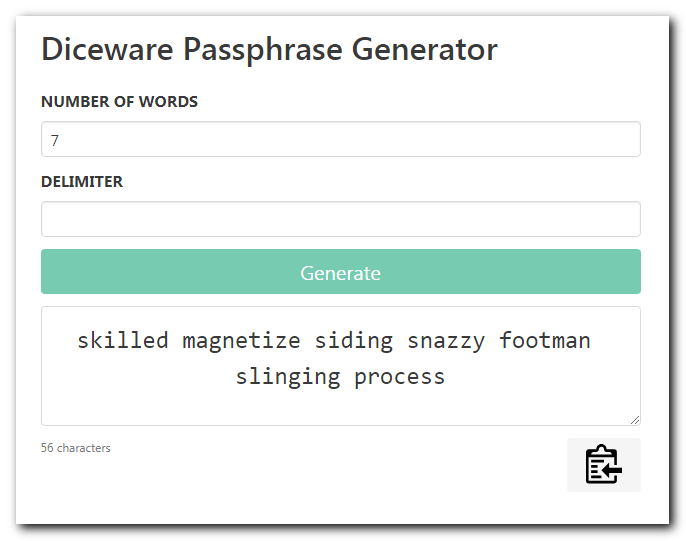 Diceware Passphrase Generator
NUMBER OF WORDS
7
DELIMITER
Generate
skilled magnetize siding snazzy footman
slinging process
56 characters